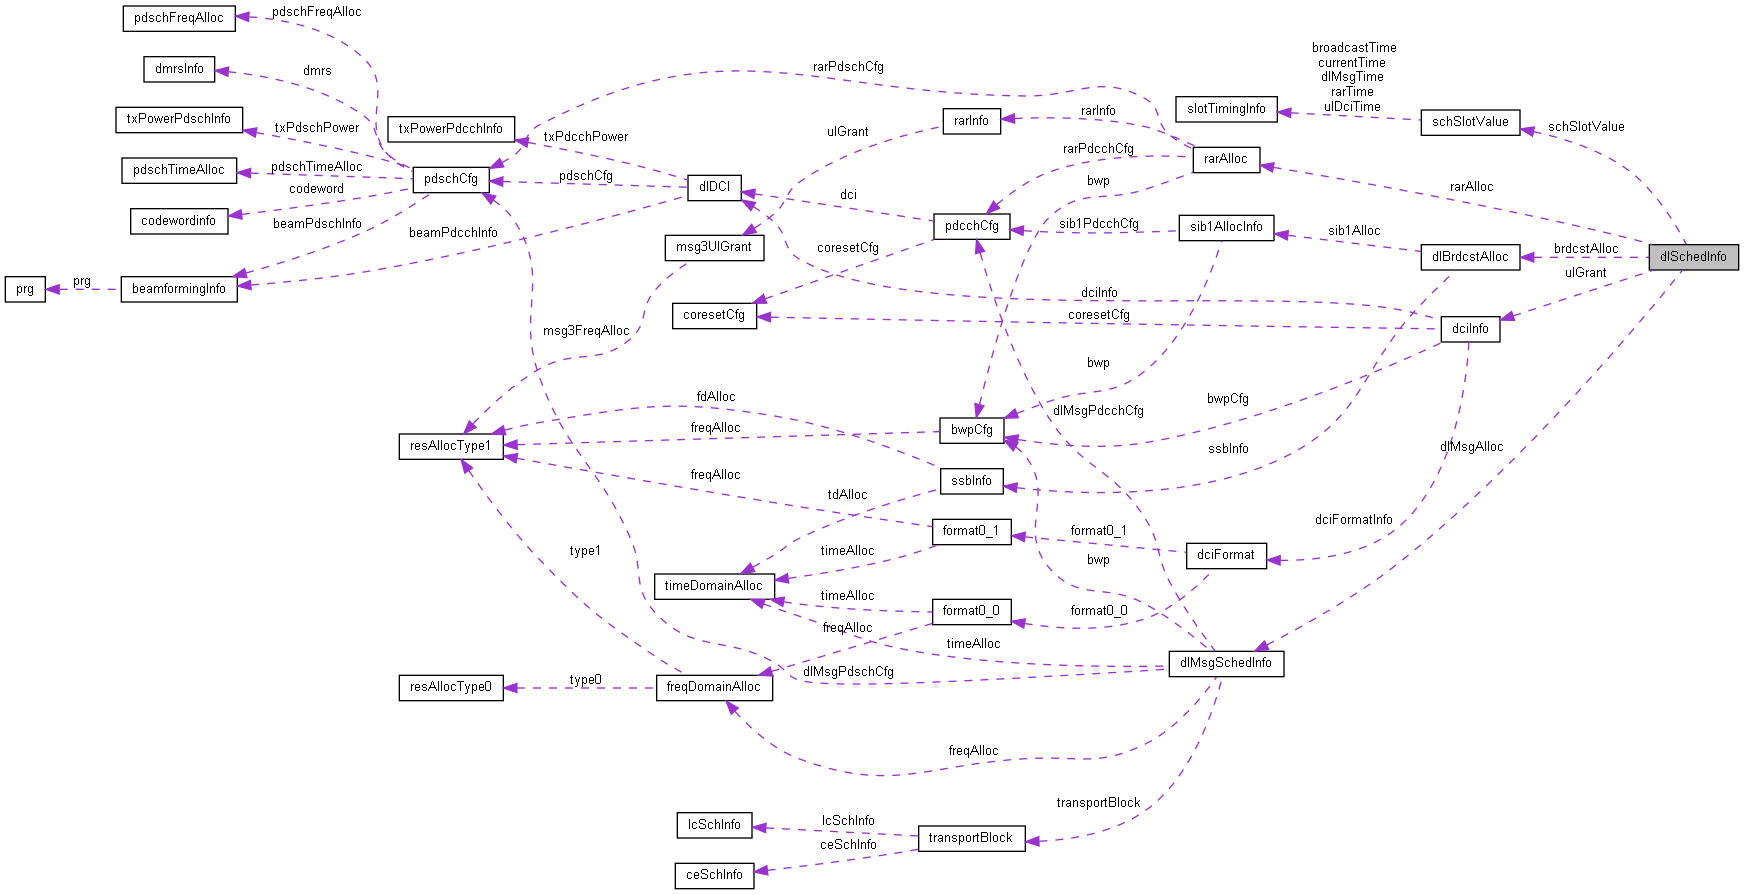 pdschFreqAlloc
pdschFreqAlloc
dmrsInfo
dmrs
txPowerPdschInfo
txPdschPower
pdschTimeAlloc
pdschTimeAlloc
codewordinfo
codeword
beamPdschInfo
prg
prg
beamformingInfo
txPowerPdcchInfo
txPdcchPower
pdschCfg
pdschCfg
beamPdcchInfo
dlDCI
dci
rarPdschCfg
ulGrant
rarInfo
rarInfo
rarPdcchCfg
bwp
rarAlloc
rarAlloc
broadcastTime
currentTime
dlMsgTime
rarTime
ulDciTime
slotTimingInfo
schSlotValue
schSlotValue
msg3UlGrant
msg3FreqAlloc
coresetCfg
coresetCfg
pdcchCfg
sib1PdcchCfg
sib1AllocInfo
sib1Alloc
dlBrdcstAlloc
brdcstAlloc
dlSchedInfo
ulGrant
dciInfo
coresetCfg
dciInfo
bwp
bwpCfg
dlMsgPdcchCfg
dlMsgAlloc
fdAlloc
freqAlloc
bwpCfg
resAllocType1
freqAlloc
ssbInfo
ssbInfo
tdAlloc
format0_1
format0_1
dciFormat
dciFormatInfo
type1
timeAlloc
timeDomainAlloc
timeAlloc
bwp
format0_0
format0_0
freqAlloc
timeAlloc
dlMsgSchedInfo
dlMsgPdschCfg
resAllocType0
type0
freqDomainAlloc
freqAlloc
transportBlock
lcSchInfo
lcSchInfo
transportBlock
ceSchInfo
ceSchInfo